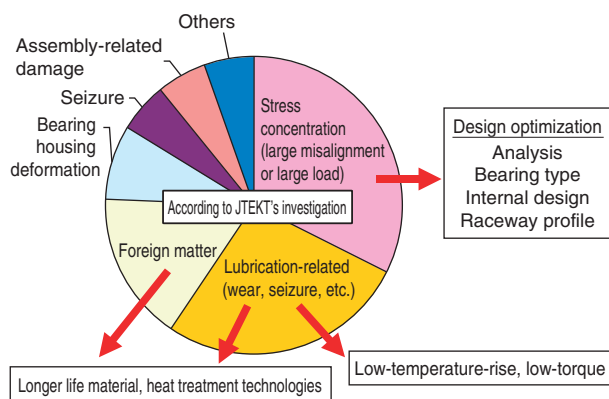 Others
Assembly-related
damage
Seizure
Bearing
housing
deformation
Stress
concentration
(large misalignment
or large load)
According to JTEKT's investigation
Foreign matter
Lubrication-related
(wear, seizure, etc.)
Design optimization
Analysis
Bearing type
Internal design
Raceway profile
Low-temperature-rise, low-torque
Longer life material, heat treatment technologies